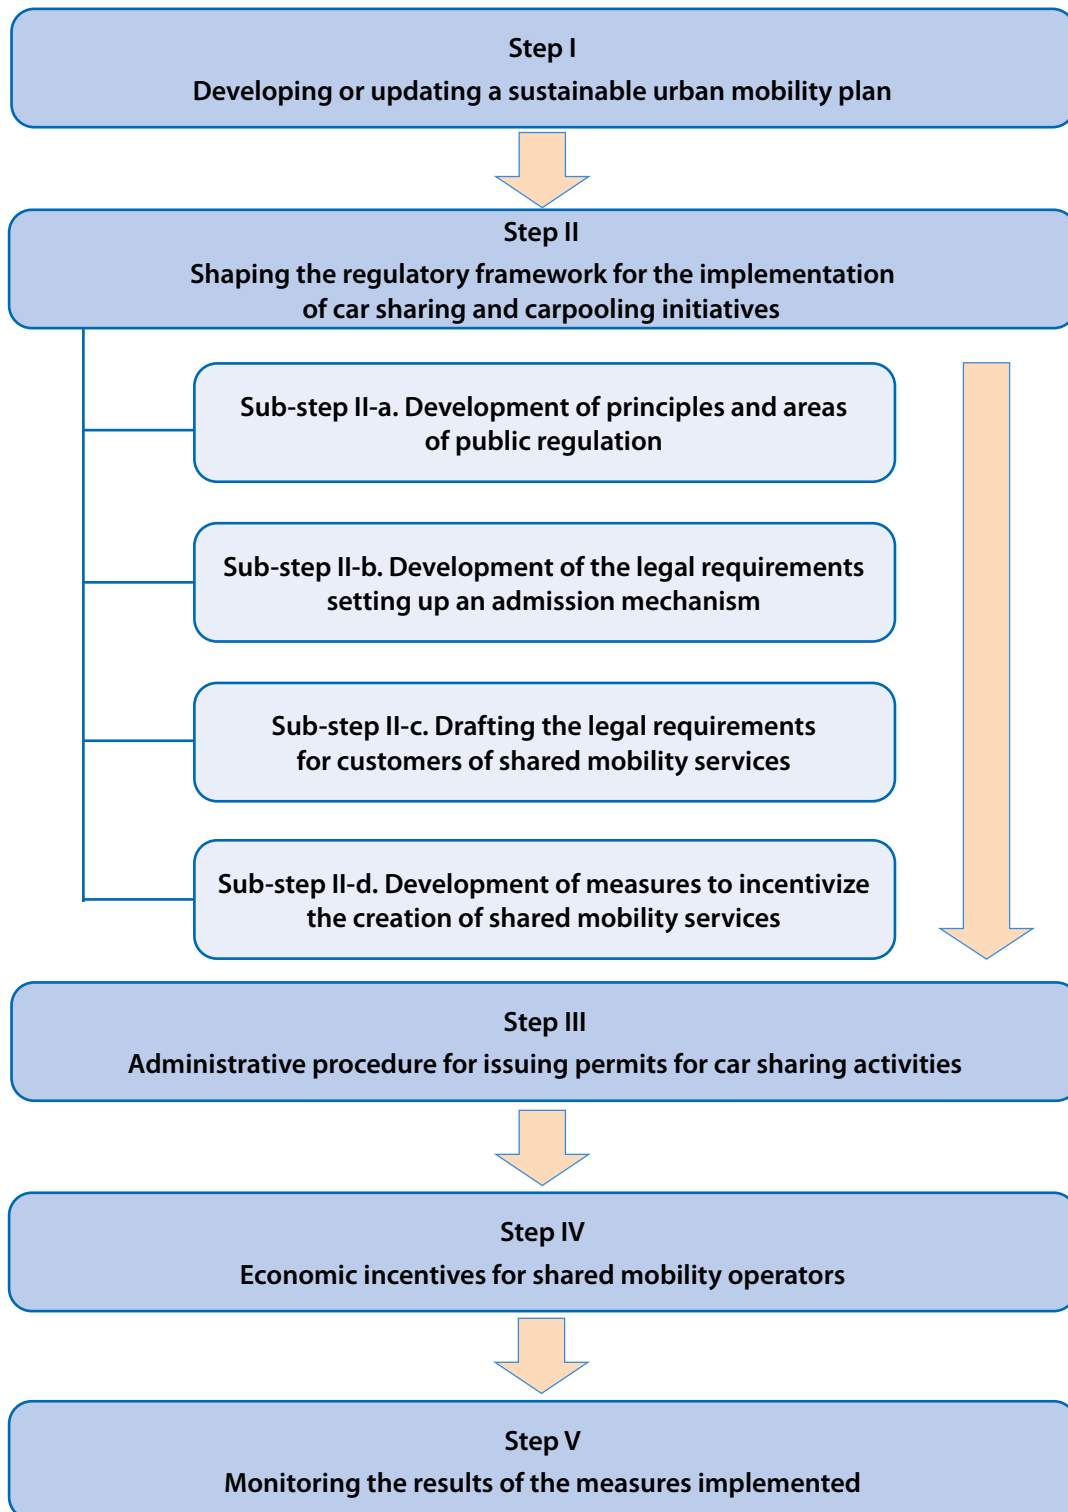 Step I
Developing or updating a sustainable urban mobility plan
Step II
Shaping the regulatory framework for the implementation
of car sharing and carpooling initiatives
Sub-step II-a. Development of principles and areas
of public regulation
Sub-step II-b. Development of the legal requirements
setting up an admission mechanism
Sub-step II-c. Drafting the legal requirements
for customers of shared mobility services
Sub-step II-d. Development of measures to incentivize
the creation of shared mobility services
Step III
Administrative procedure for issuing permits for car sharing activities
Step IV
Economic incentives for shared mobility operators
Step V
Monitoring the results of the measures implemented